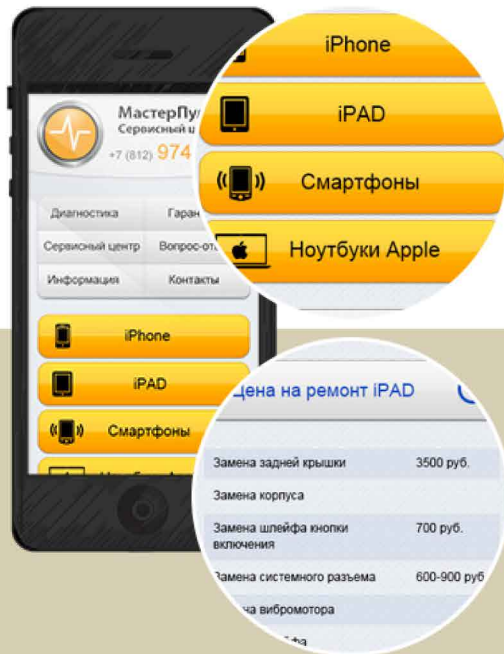 МастерПу
Сервисный ц
+7 (812) 974
Диагностика
Гаран
Сервисный центр
Вопрос-от
Информация
Контакты
iPhone
iPAD
Смартфоны
iPhone
iPAD
Смартфоны
Ноутбуки Apple
Цена на ремонт iPAD
Замена задней крышки 3500 руб.
Замена корпуса
Замена шлейфа кнопки
включения
700 руб.
Замена системного разъема 600-900 руб
на вибромотора